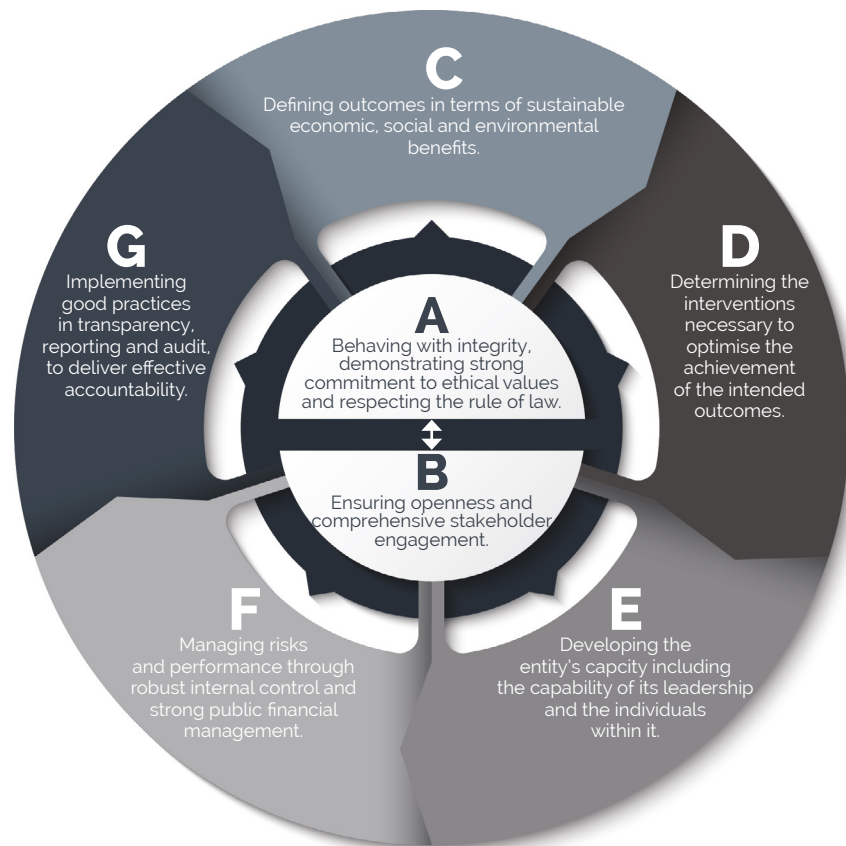 C
Defining outcomes in terms of sustainable
economic, social and environmental
benefits.
G
Implementing
good practices
in transparency,
reporting and audit,
to deliver effective
accountability.
D
Determining the
interventions
necessary to
optimise the
achievement
of the intended
outcomes.
A
Behaving with integrity,
demonstrating strong
commitment to ethical values
and respecting the rule of law.
B
Ensuring openness and
comprehensive stakeholder
engagement.
F
Managing risks
and performance through
robust internal control and
strong public financial
management.
E
Developing the
entity's capcity including
the capability of its leadership
and the individuals
within it.